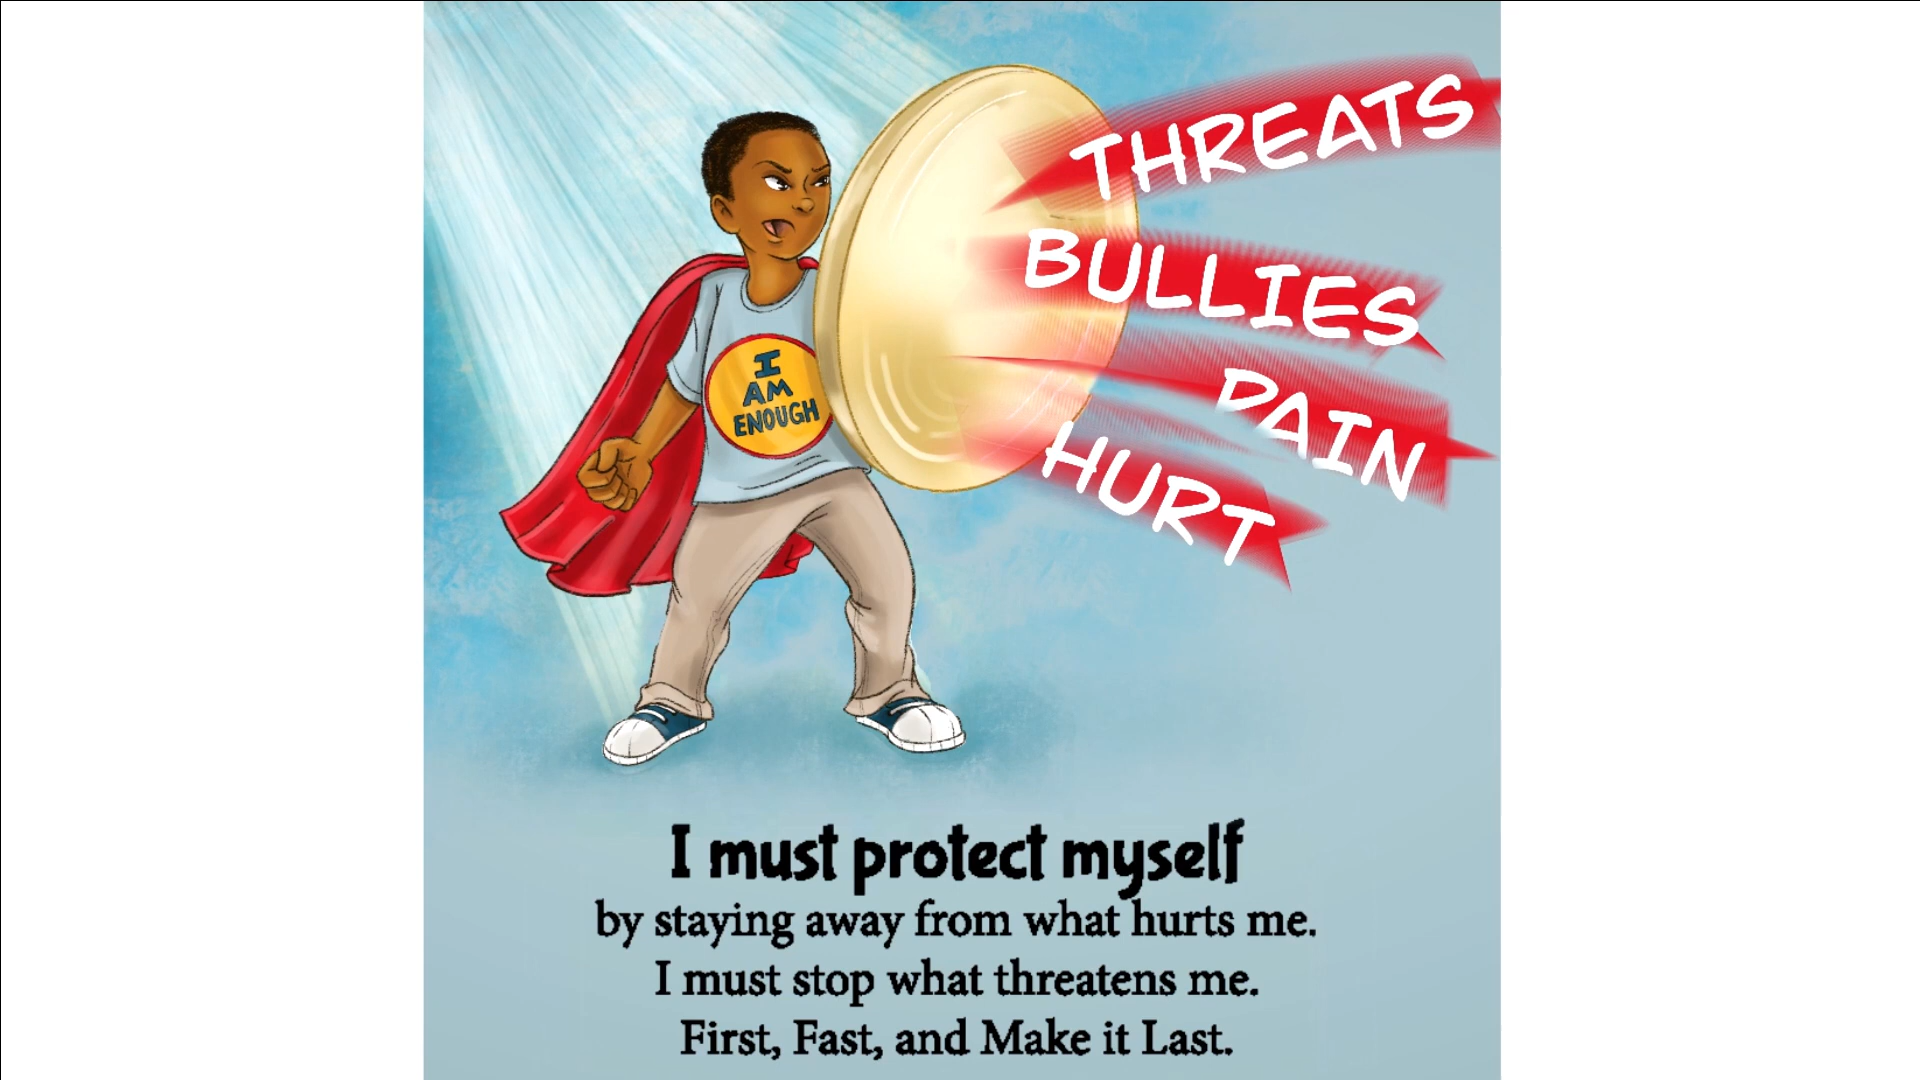 THREATS
BULLIES
PAIN
HURT
I
AM
ENOUGH
I must protect myself
by staying away from what hurts me.
I must stop what threatens me.
First, Fast, and Make it Last.